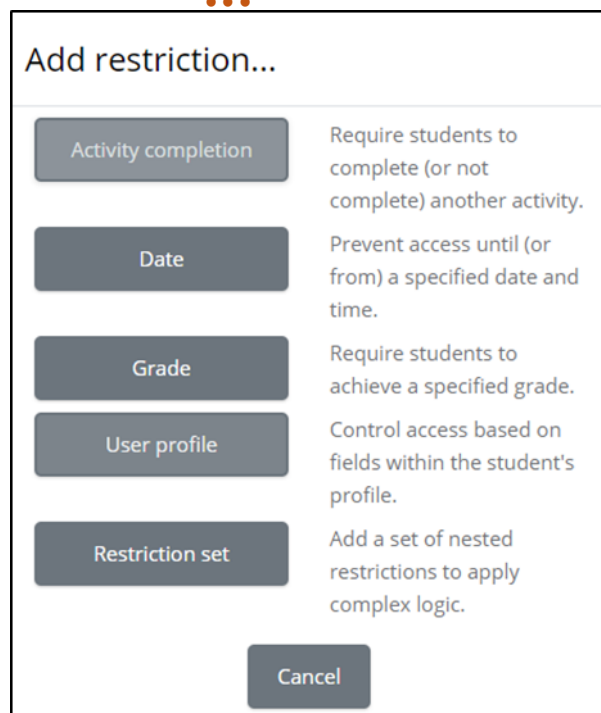 Add restriction...
Activity completion
Require students to
complete (or not
complete) another activity.
Date
Prevent access until (or
from) a specified date and
time.
Grade
Require students to
achieve a specified grade.
User profile
Control access based on
fields within the student's
profile.
Restriction set
Add a set of nested
restrictions to apply
complex logic.
Cancel